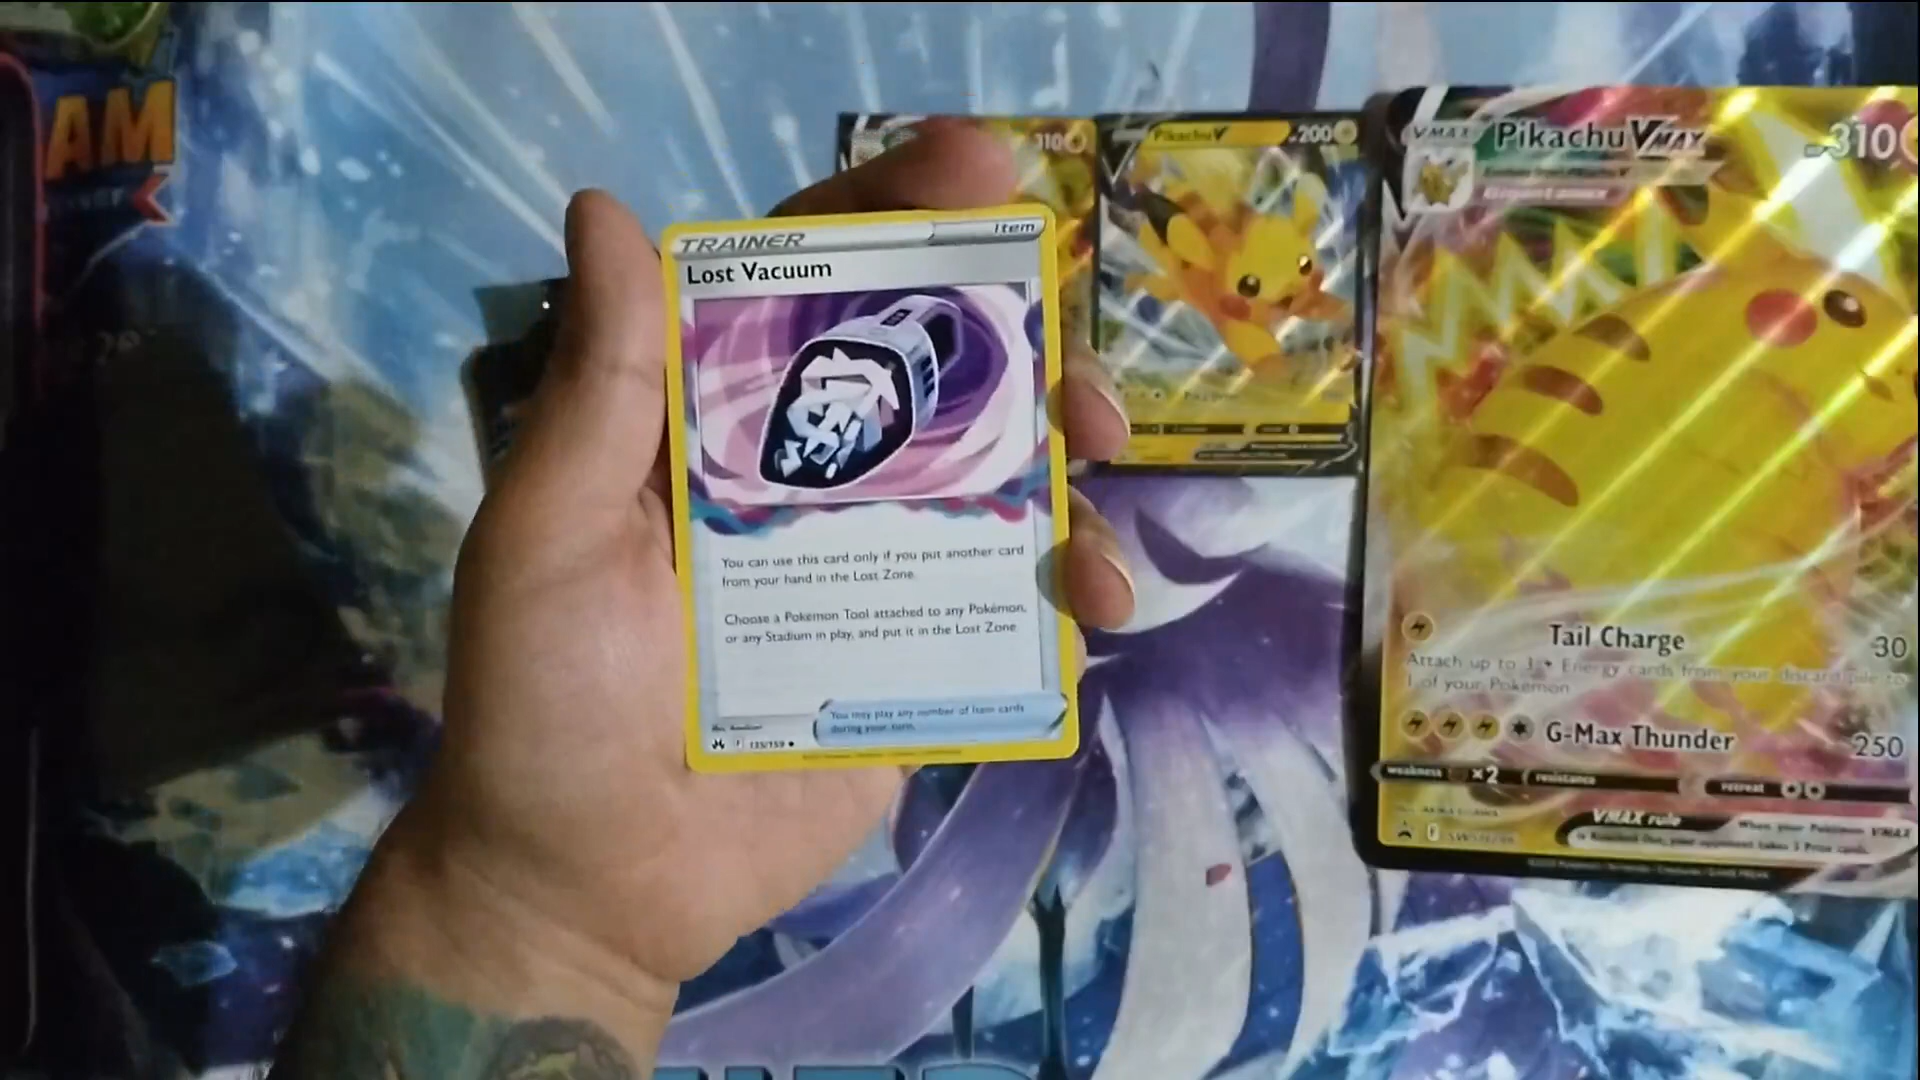 AM
TRAINER
Item
Lost Vacuum
You can use this card only if you put another card
from your hand in the Lost Zone.
Choose a Pokémon Tool attached to any Pokémon,
or any Stadium in play, and put it in the Lost Zone.
You may play any number of Item cards
during your turn.
135/159
310
Pikachu V
200
VMAX
Pikachu VMAX
310
Tail Charge
30
Attach up to 3 Energy cards from your discard pile to
1 of your Pokémon
G-Max Thunder
250
weakness
×2
resistance
retreat
VMAX rule
When your Pokémon VMAX
is Knocked Out, your opponent takes 3 Prize cards.